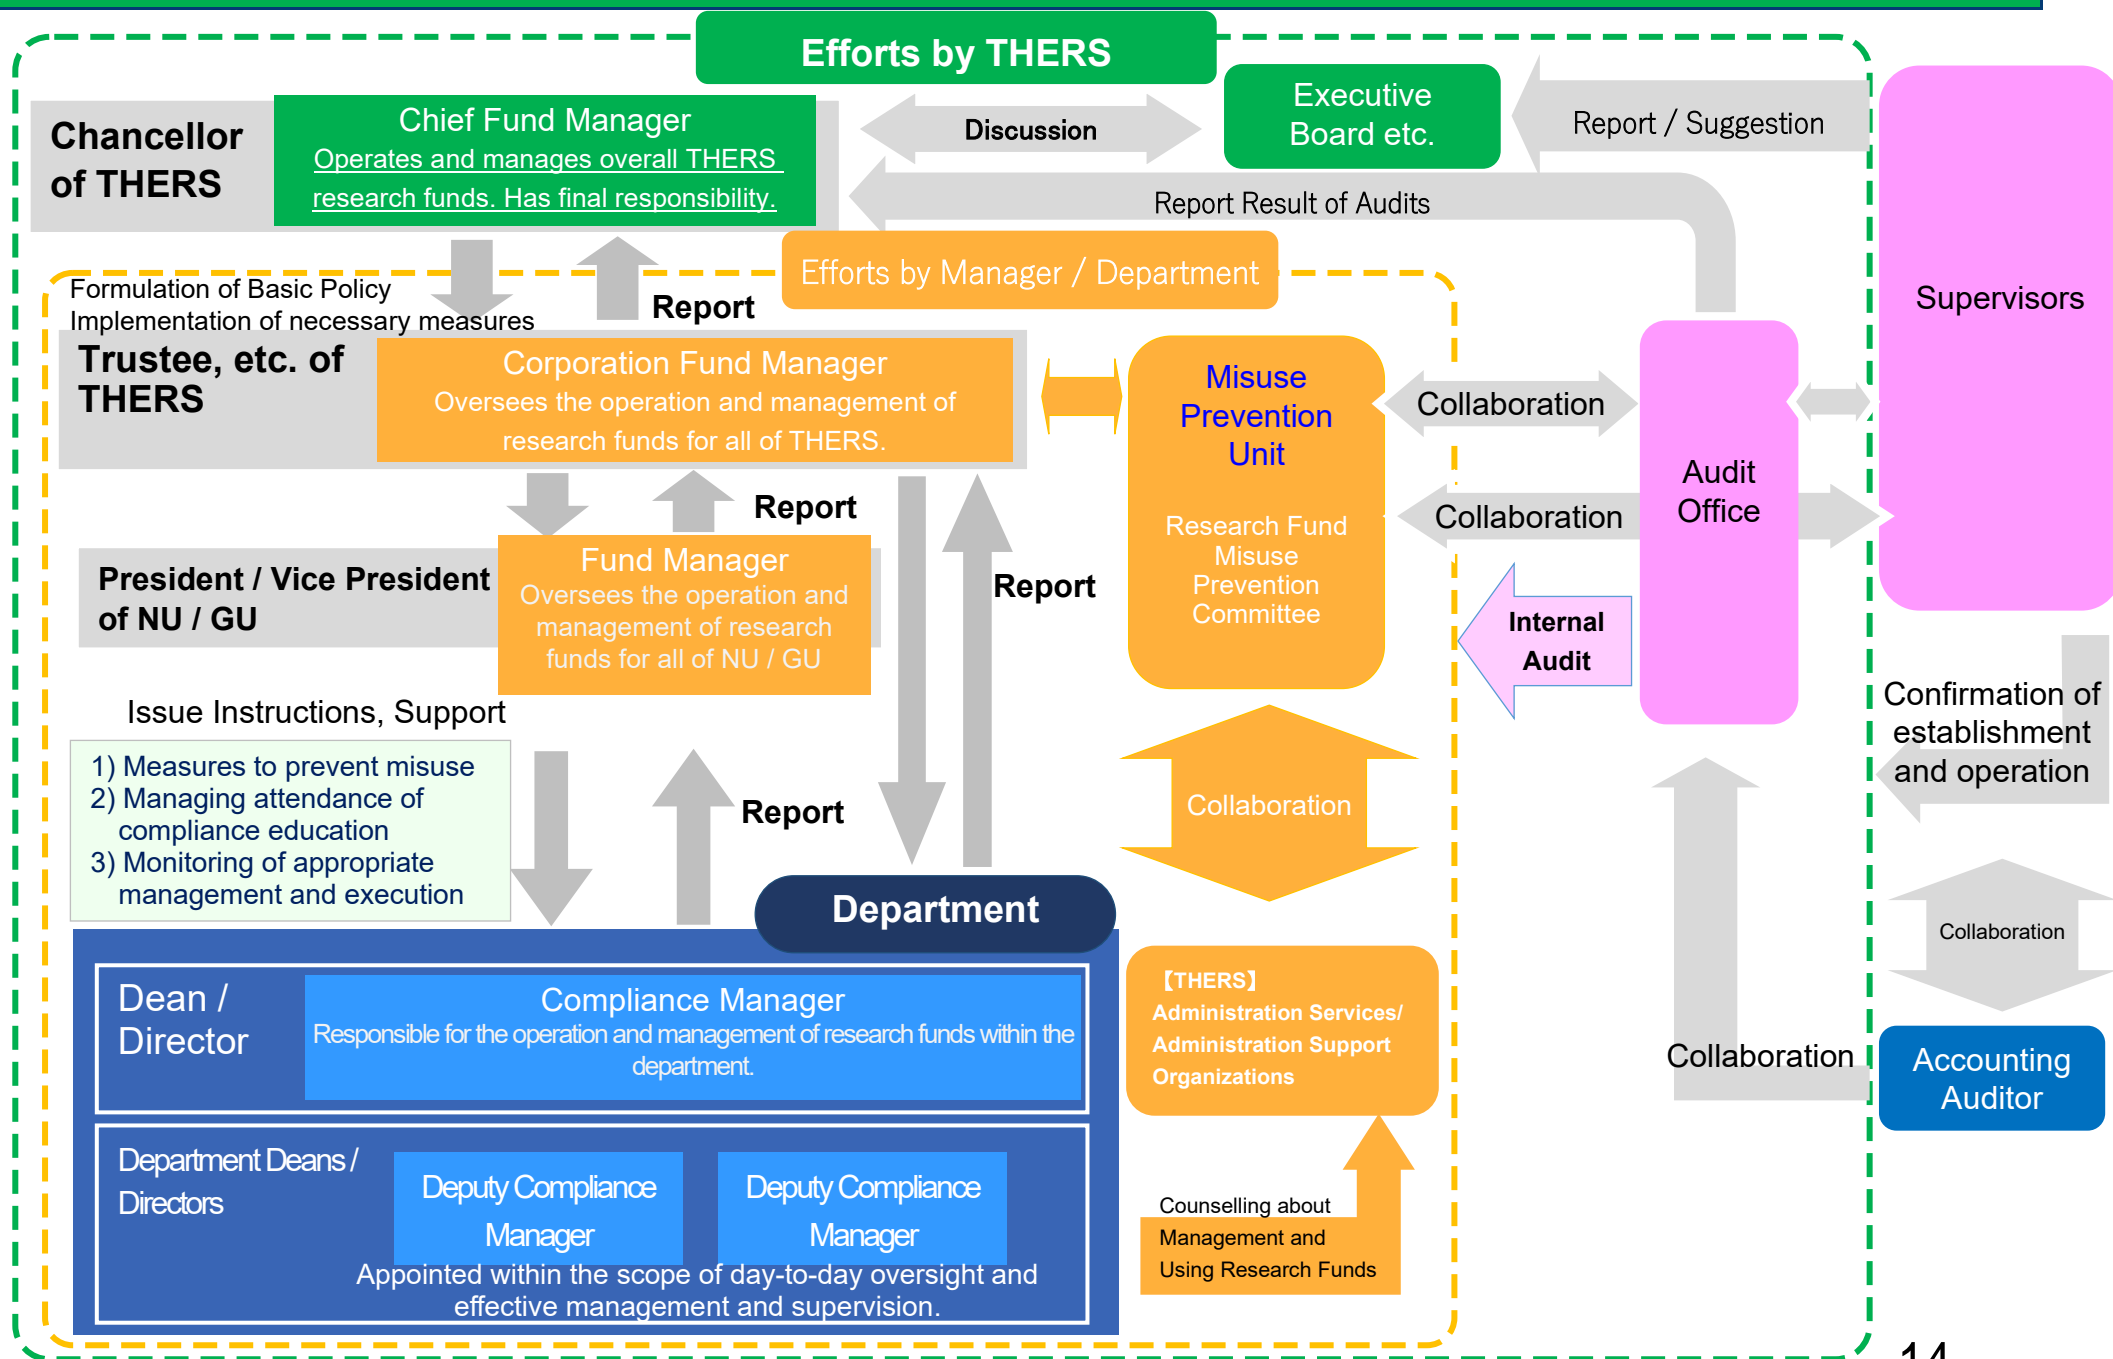 Efforts by THERS
Chancellor
of THERS
Chief Fund Manager
Operates and manages overall THERS
research funds. Has final responsibility.
Discussion
Executive
Board etc.
Report / Suggestion
Report Result of Audits
Supervisors
Efforts by Manager / Department
Formulation of Basic Policy
Implementation of necessary measures
Report
Trustee, etc. of
THERS
Corporation Fund Manager
Oversees the operation and management of
research funds for all of THERS.
Misuse
Prevention
Unit
Research Fund
Misuse
Prevention
Committee
Collaboration
Collaboration
Audit
Office
Internal
Audit
Report
President / Vice President
of NU / GU
Fund Manager
Oversees the operation and
management of research
funds for all of NU / GU
Report
Issue Instructions, Support
1) Measures to prevent misuse
2) Managing attendance of
compliance education
3) Monitoring of appropriate
management and execution
Report
Collaboration
Confirmation of
establishment
and operation
Collaboration
Department
Dean /
Director
Compliance Manager
Responsible for the operation and management of research funds within the
department.
【THERS】
Administration Services/
Administration Support
Organizations
Collaboration
Accounting
Auditor
Department Deans /
Directors
Deputy Compliance
Manager
Deputy Compliance
Manager
Appointed within the scope of day-to-day oversight and
effective management and supervision.
Counselling about
Management and
Using Research Funds
14